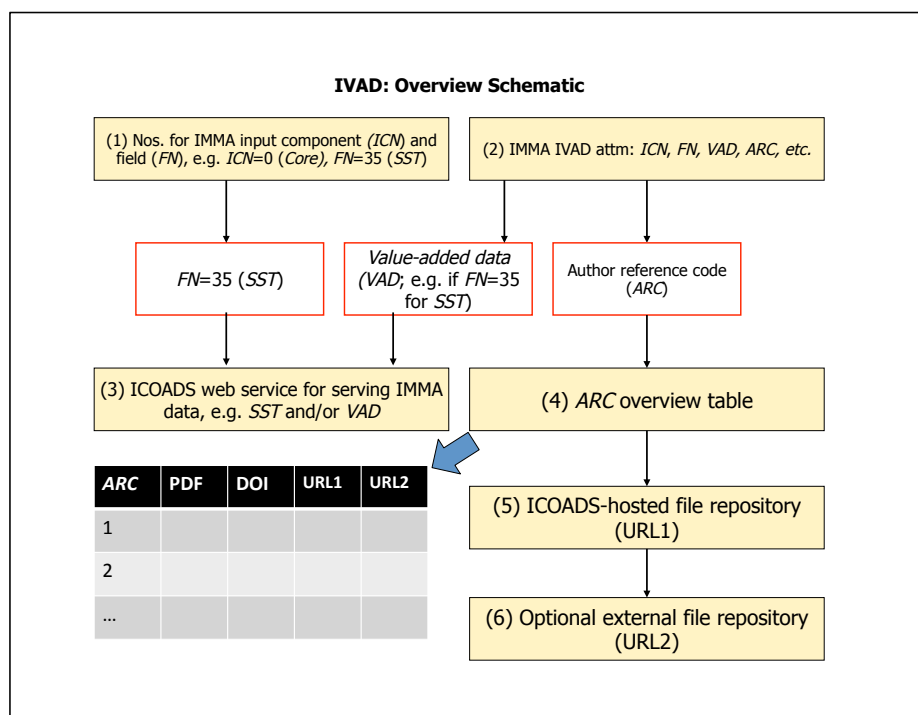 IVAD: Overview Schematic
(1) Nos. for IMMA input component (ICN) and
field (FN), e.g. ICN=0 (Core), FN=35 (SST)
(2) IMMA IVAD attm: ICN, FN, VAD, ARC, etc.
FN=35 (SST)
Value-added data
(VAD; e.g. if FN=35
for SST)
Author reference code
(ARC)
(3) ICOADS web service for serving IMMA
data, e.g. SST and/or VAD
(4) ARC overview table
ARC PDF DOI URL1 URL2
1
2
...
(5) ICOADS-hosted file repository
(URL1)
(6) Optional external file repository
(URL2)